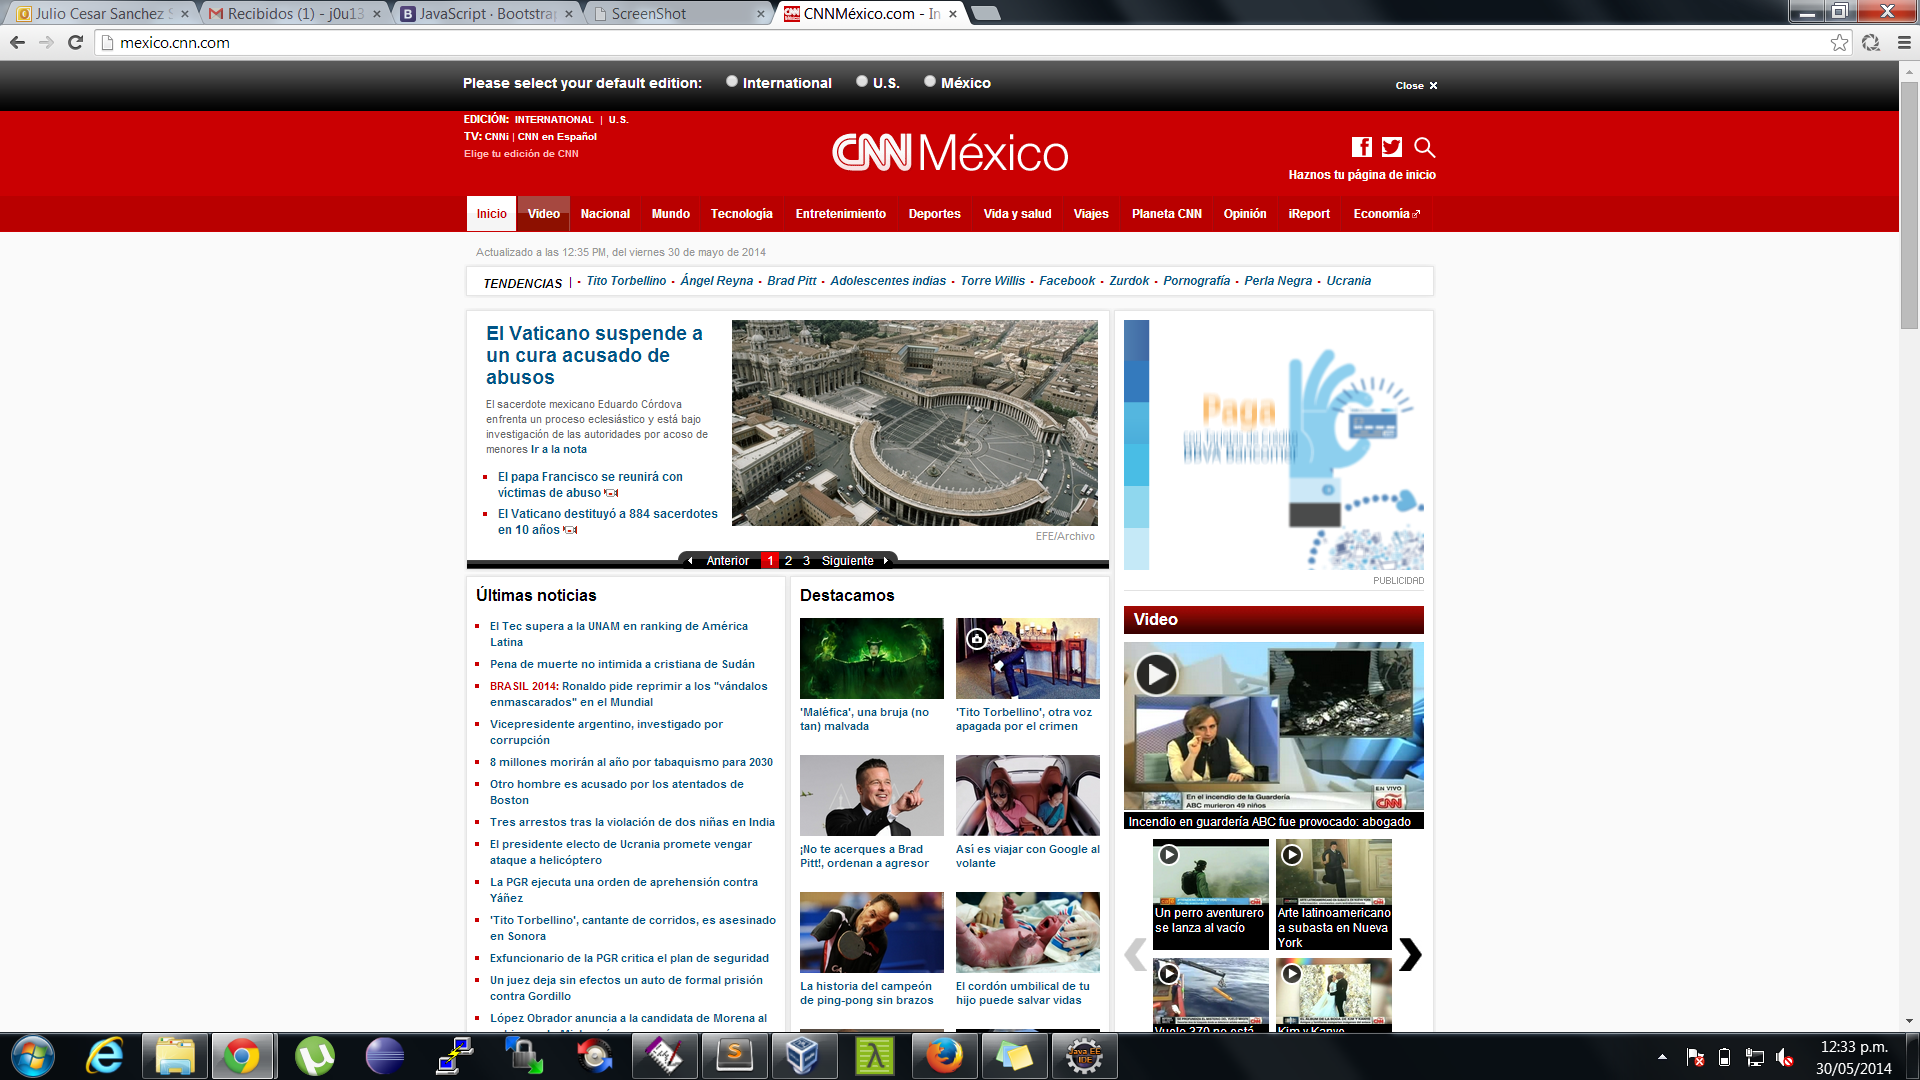 Julio Cesar Sanchez S
Recibidos (1) - j0u13
JavaScript · Bootstrap
ScreenShot
CNNMéxico.com - In
mexico.cnn.com
Please select your default edition:
International
U.S.
México
Close
EDICIÓN: INTERNATIONAL | U.S.
TV: CNNi | CNN en Español
Elige tu edición de CNN
CNN México
Haznos tu página de inicio
Inicio
Video
Nacional
Mundo
Tecnología
Entretenimiento
Deportes
Vida y salud
Viajes
Planeta CNN
Opinión
iReport
Economía
Actualizado a las 12:35 PM, del viernes 30 de mayo de 2014
TENDENCIAS | · Tito Torbellino · Ángel Reyna · Brad Pitt · Adolescentes indias · Torre Willis · Facebook · Zurdok · Pornografía · Perla Negra · Ucrania
El Vaticano suspende a
un cura acusado de
abusos
El sacerdote mexicano Eduardo Córdova
enfrenta un proceso eclesiástico y está bajo
investigación de las autoridades por acoso de
menores Ir a la nota
El papa Francisco se reunirá con
víctimas de abuso
El Vaticano destituyó a 884 sacerdotes
en 10 años
EFE/Archivo
Anterior 1 2 3 Siguiente
Paga
BBVA Bancomer
PUBLICIDAD
Últimas noticias
El Tec supera a la UNAM en ranking de América
Latina
Pena de muerte no intimida a cristiana de Sudán
BRASIL 2014: Ronaldo pide reprimir a los "vándalos
enmascarados" en el Mundial
Vicepresidente argentino, investigado por
corrupción
8 millones morirán al año por tabaquismo para 2030
Otro hombre es acusado por los atentados de
Boston
Tres arrestos tras la violación de dos niñas en India
El presidente electo de Ucrania promete vengar
ataque a helicóptero
La PGR ejecuta una orden de aprehensión contra
Yáñez
'Tito Torbellino', cantante de corridos, es asesinado
en Sonora
Exfuncionario de la PGR critica el plan de seguridad
Un juez deja sin efectos un auto de formal prisión
contra Gordillo
López Obrador anuncia a la candidata de Morena al
Destacamos
'Maléfica', una bruja (no
tan) malvada
'Tito Torbellino', otra voz
apagada por el crimen
¡No te acerques a Brad
Pitt!, ordenan a agresor
Así es viajar con Google al
volante
La historia del campeón
de ping-pong sin brazos
El cordón umbilical de tu
hijo puede salvar vidas
Video
En el incendio de la Guardería
ABC murieron 49 niños
EN VIVO
CNN
Incendio en guardería ABC fue provocado: abogado
Un perro aventurero
se lanza al vacío
Arte latinoamericano
a subasta en Nueva
York
Vuelo 370 no está
Kim y Kanye
Java EE
IDE
12:33 p.m.
30/05/2014